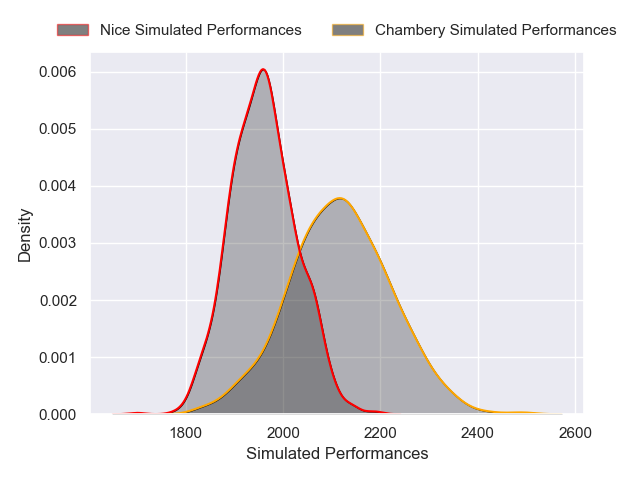 Nice Simulated Performances Chambery Simulated Performances
0.006
0.005
0.004
0.003
0.002
0.001
0.000
Density
1800 2000 2200 2400 2600
Simulated Performances